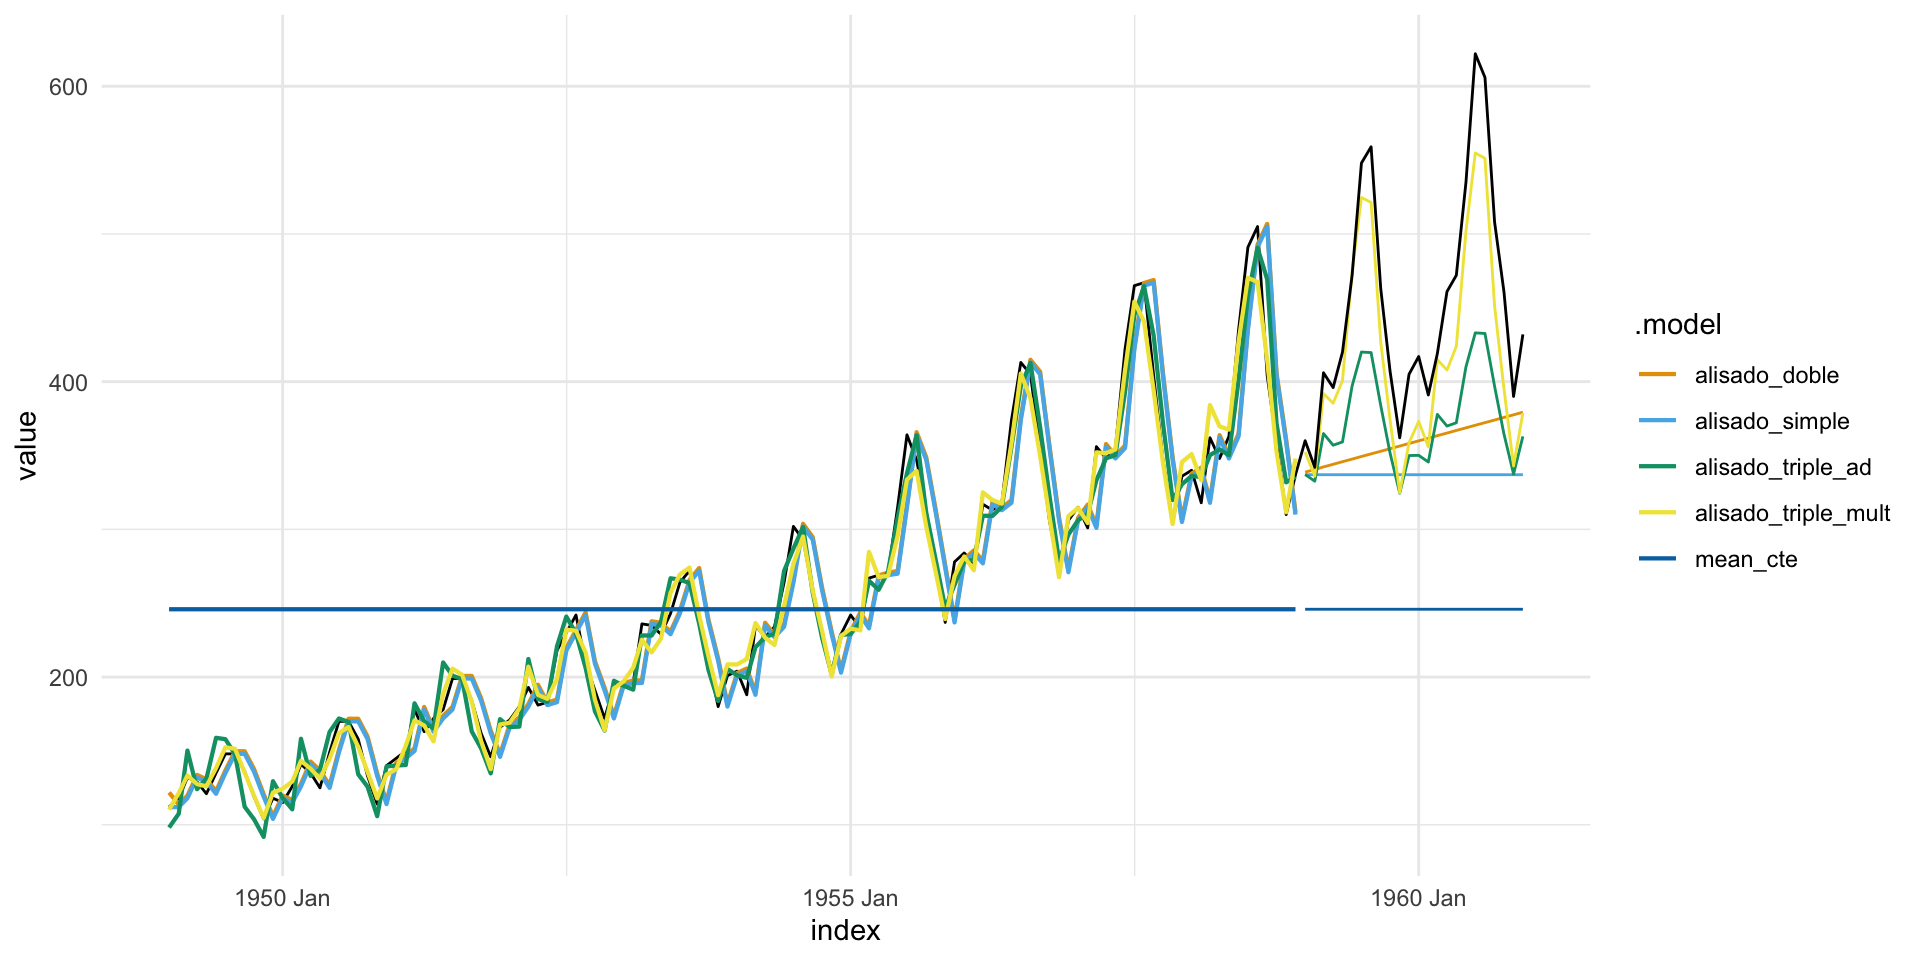 600
400
200
value
1950 Jan
1955 Jan
1960 Jan
index
.model
alisado_doble
alisado_simple
alisado_triple_ad
alisado_triple_mult
mean_cte